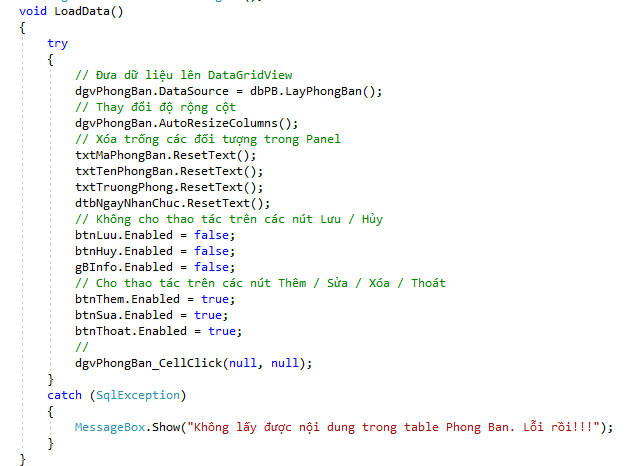 void LoadData()
{
try
{
// Đưa dữ liệu lên DataGridView
dgvPhongBan.DataSource = dbPB.LayPhongBan();
// Thay đổi độ rộng cột
dgvPhongBan.AutoResizeColumns();
// Xóa trống các đối tượng trong Panel
txtMaPhongBan.ResetText();
txtTenPhongBan.ResetText();
txtTruongPhong.ResetText();
dtbNgayNhanChuc.ResetText();
// Không cho thao tác trên các nút Lưu / Hủy
btnLuu.Enabled = false;
btnHuy.Enabled = false;
gBInfo.Enabled = false;
// Cho thao tác trên các nút Thêm / Sửa / Xóa / Thoát
btnThem.Enabled = true;
btnSua.Enabled = true;
btnThoat.Enabled = true;
//
dgvPhongBan_CellClick(null, null);
}
catch (SqlException)
{
MessageBox.Show("Không lấy được nội dung trong table Phong Ban. Lỗi rồi!!!");
}
}